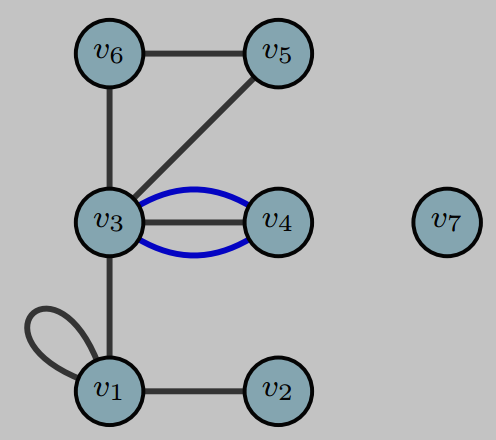 v₆ v₅
v₃ v₄ v₇
v₁ v₂